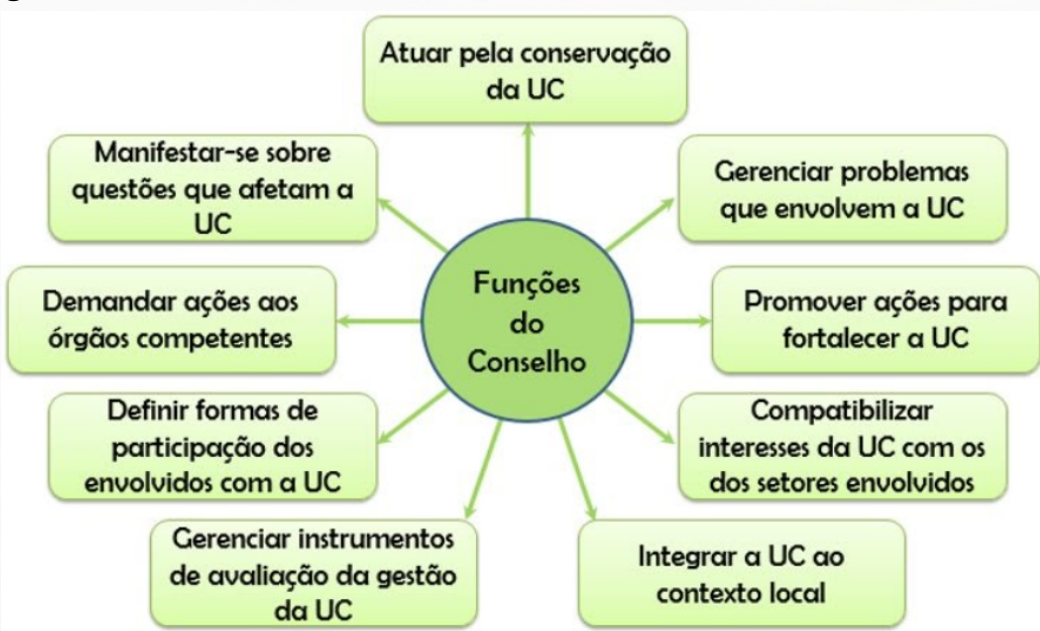 Atuar pela conservação
da UC
Manifestar-se sobre
questões que afetam a
UC
Gerenciar problemas
que envolvem a UC
Demandar ações aos
órgãos competentes
Funções
do
Conselho
Promover ações para
fortalecer a UC
Definir formas de
participação dos
envolvidos com a UC
Compatibilizar
interesses da UC com os
dos setores envolvidos
Gerenciar instrumentos
de avaliação da gestão
da UC
Integrar a UC ao
contexto local